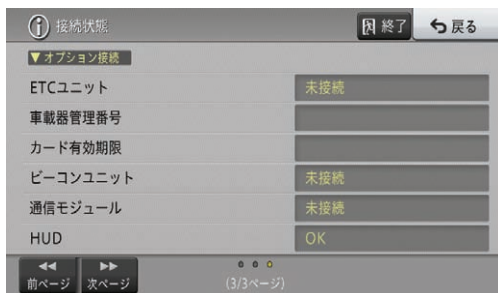 接続状態
終了
戻る
▼オプション接続
ETCユニット 未接続
車載器管理番号
カード有効期限
ビーコンユニット 未接続
通信モジュール 未接続
HUD OK
前ページ 次ページ
(3/3ページ)